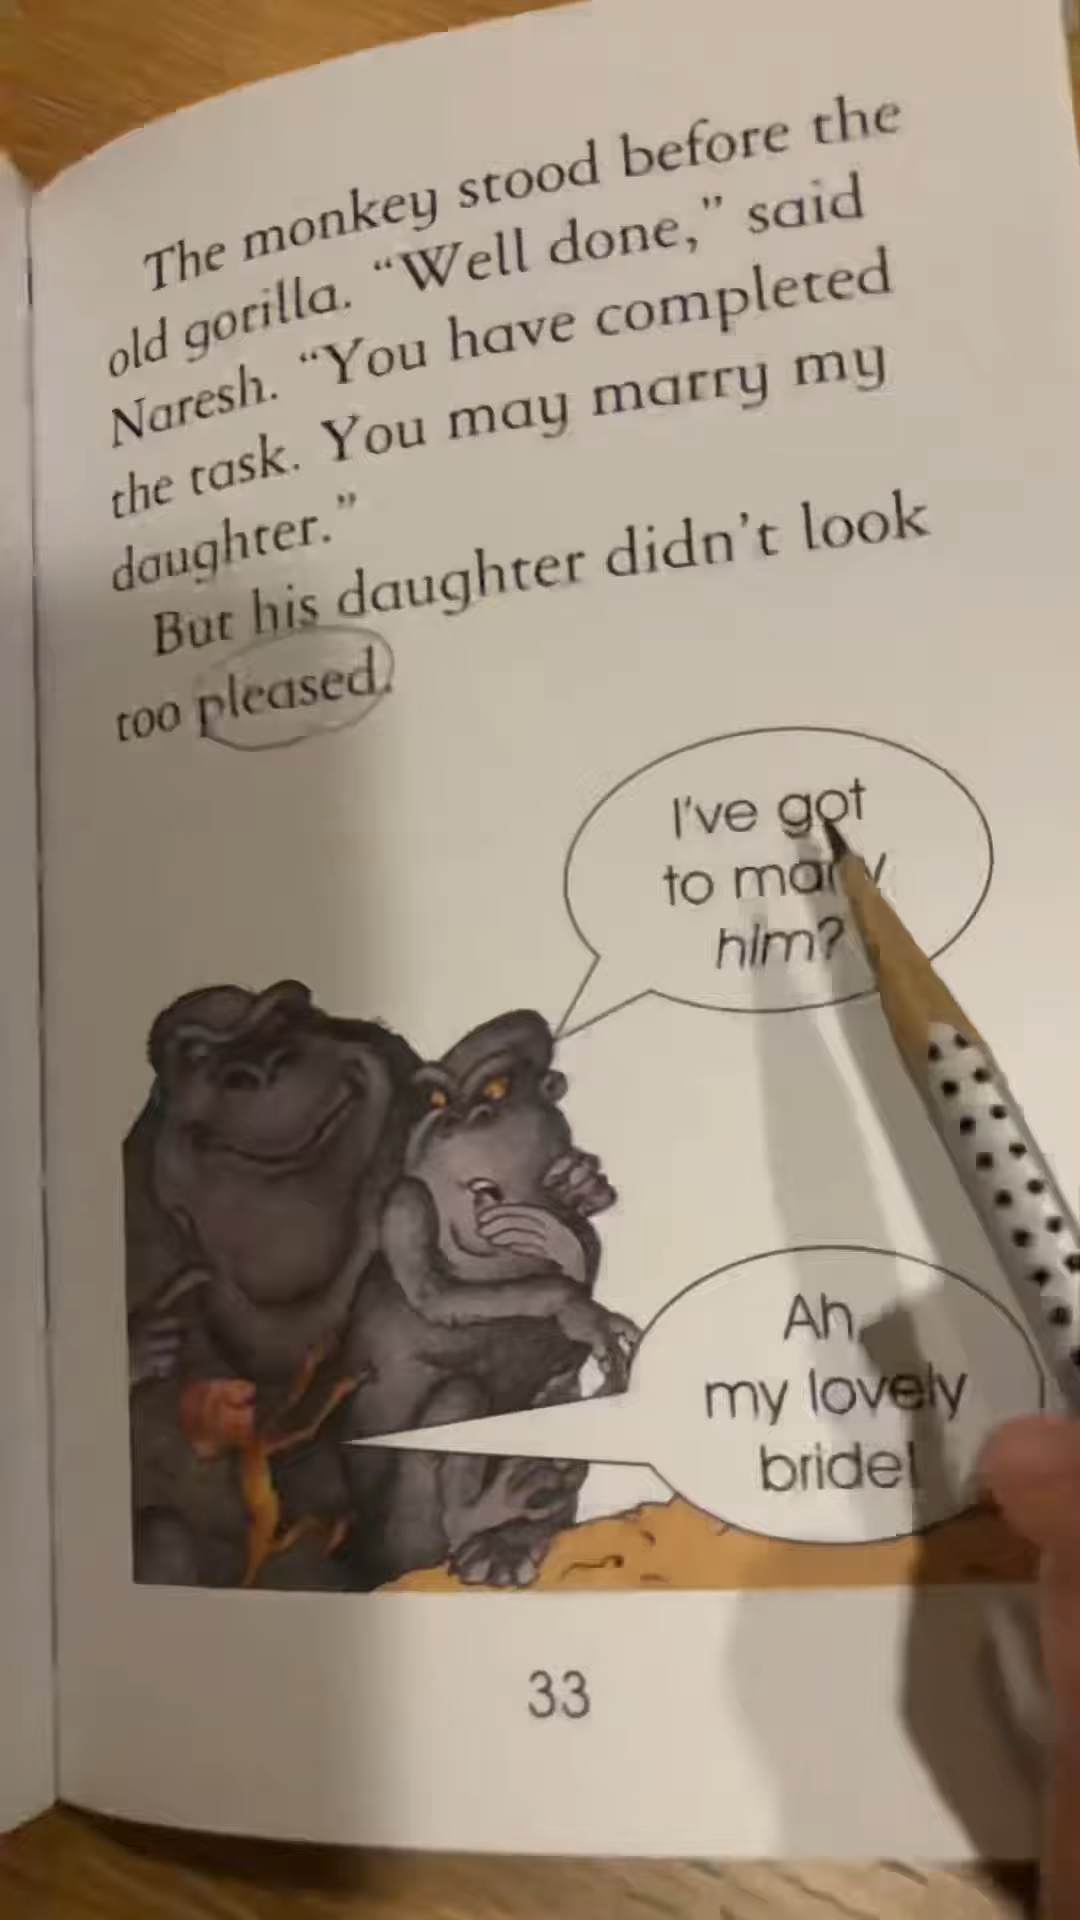 The monkey stood before the
old gorilla. “Well done,” said
Naresh. “You have completed
the task. You may marry my
daughter.”
But his daughter didn’t look
too pleased.
I’ve got
to marry
him?
Ah,
my lovely
bride!
33